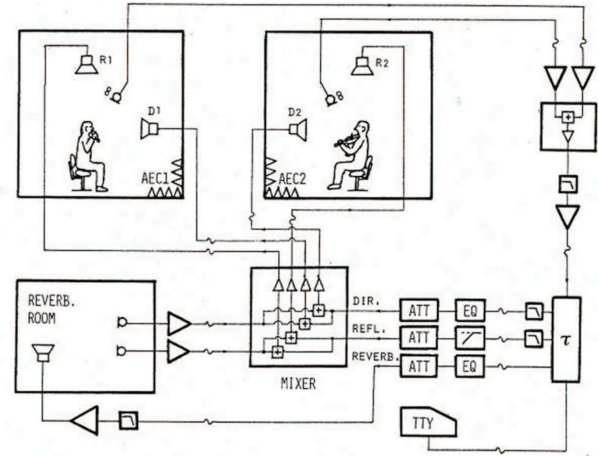 R1
R2
D1
D2
AEC1
AEC2
REVERB.
ROOM
DIR.
ATT
EQ
REFL.
ATT
REVERB.
ATT
EQ
τ
MIXER
TTY